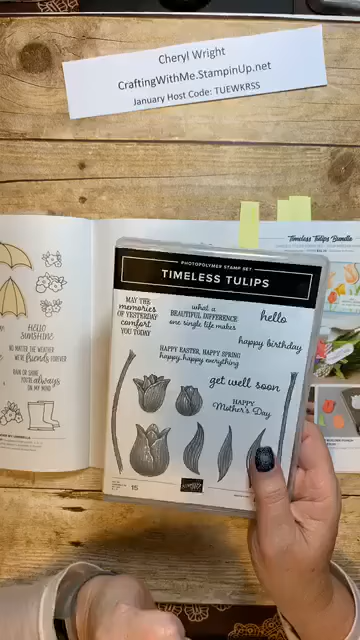 Cheryl Wright
CraftingWithMe.StampinUp.net
January Host Code: TUEWKRSS
Timeless Tulips Bundle
PHOTOPOLYMER STAMP SET
TIMELESS TULIPS
MAY THE
memories
OF YESTERDAY
comfort
YOU TODAY
what a
BEAUTIFUL DIFFERENCE
one single life makes
hello
happy birthday
HAPPY EASTER, HAPPY SPRING
happy, happy everything
get well soon
HAPPY
Mother's Day
15
HELLO
SUNSHINE
NO MATTER THE WEATHER
WE'RE FRIENDS FOREVER
RAIN OR SHINE
YOU'RE always
ON MY MIND